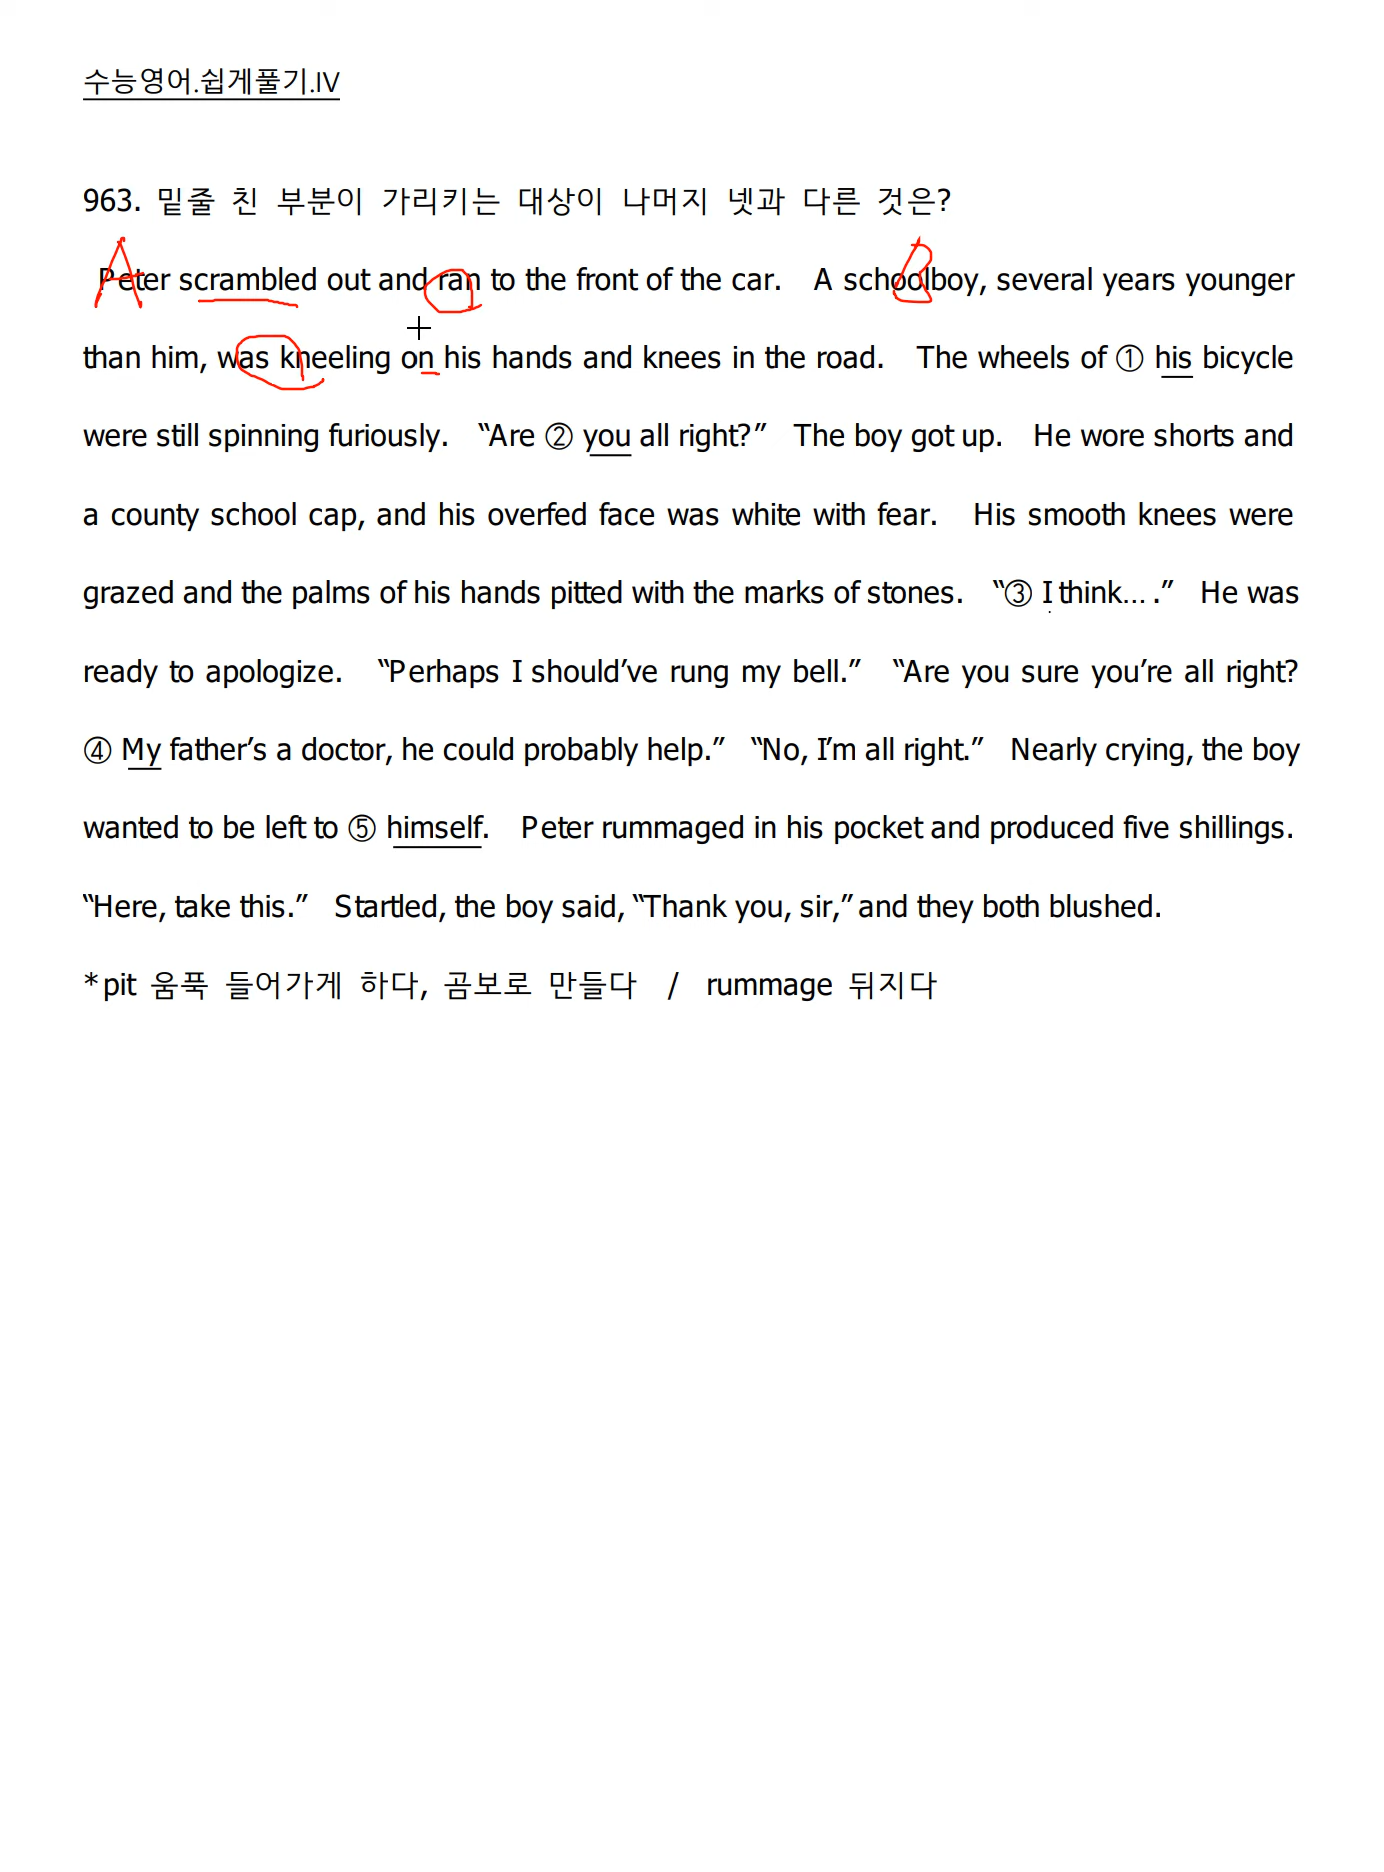 수능영어.쉽게풀기.IV
963. 밑줄 친 부분이 가리키는 대상이 나머지 넷과 다른 것은?
A B
Peter scrambled out and ran to the front of the car. A schoolboy, several years younger
than him, was kneeling on his hands and knees in the road. The wheels of ① his bicycle
were still spinning furiously. “Are ② you all right?” The boy got up. He wore shorts and
a county school cap, and his overfed face was white with fear. His smooth knees were
grazed and the palms of his hands pitted with the marks of stones. “③ I think… .” He was
ready to apologize. “Perhaps I should’ve rung my bell.” “Are you sure you’re all right?
④ My father’s a doctor, he could probably help.” “No, I’m all right.” Nearly crying, the boy
wanted to be left to ⑤ himself. Peter rummaged in his pocket and produced five shillings.
“Here, take this.” Startled, the boy said, “Thank you, sir,” and they both blushed.
*pit 움푹 들어가게 하다, 곰보로 만들다 / rummage 뒤지다